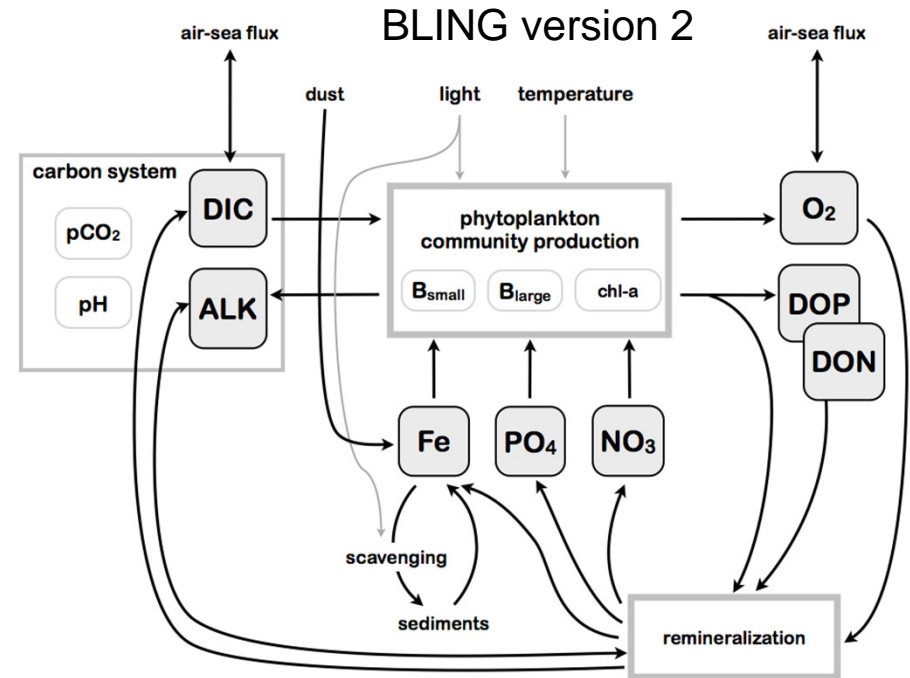 BLING version 2
air-sea flux
air-sea flux
dust
light
temperature
carbon system
DIC
pCO₂
pH
ALK
phytoplankton
community production
Bsmall
Blarge
chl-a
O₂
DOP
DON
Fe
PO₄
NO₃
scavenging
sediments
remineralization